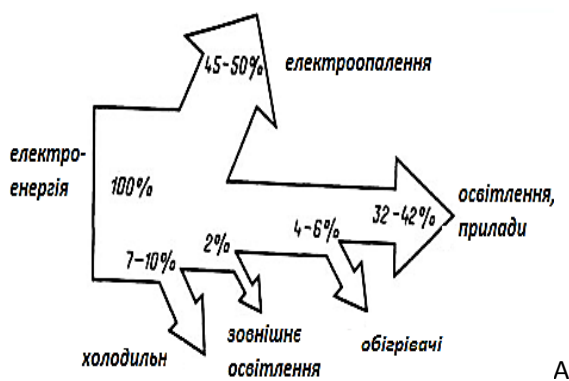 45-50%
електроопалення
електро-
енергія
100%
освітлення,
прилади
32-42%
4-6%
2%
7-10%
холодильн
зовнішнє
освітлення
обігрівачі
А